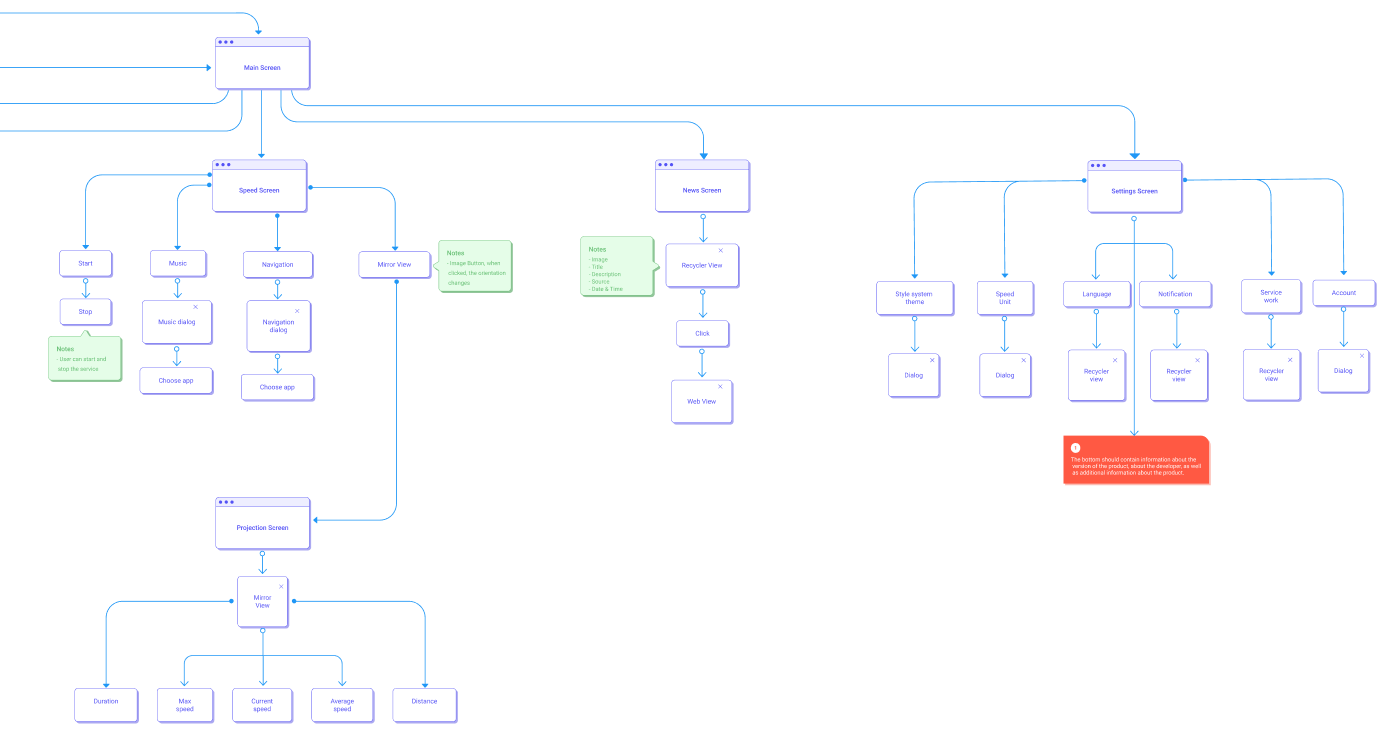 Main Screen
Speed Screen
News Screen
Settings Screen
Start
Music
Navigation
Mirror View
Notes
- Image Button, when
clicked, the orientation
changes
Notes
- Image
- Title
- Description
- Source
- Date & Time
Recycler View
Style system
theme
Speed
Unit
Language
Notification
Service
work
Account
Stop
Music dialog
Navigation
dialog
Click
Notes
- User can start and
stop the service
Choose app
Choose app
Web View
Dialog
Dialog
Recycler
view
Recycler
view
Recycler
view
Dialog
1
The bottom should contain information about the
version of the product, about the developer, as well
as additional information about the product.
Projection Screen
Mirror
View
Duration
Max
speed
Current
speed
Average
speed
Distance